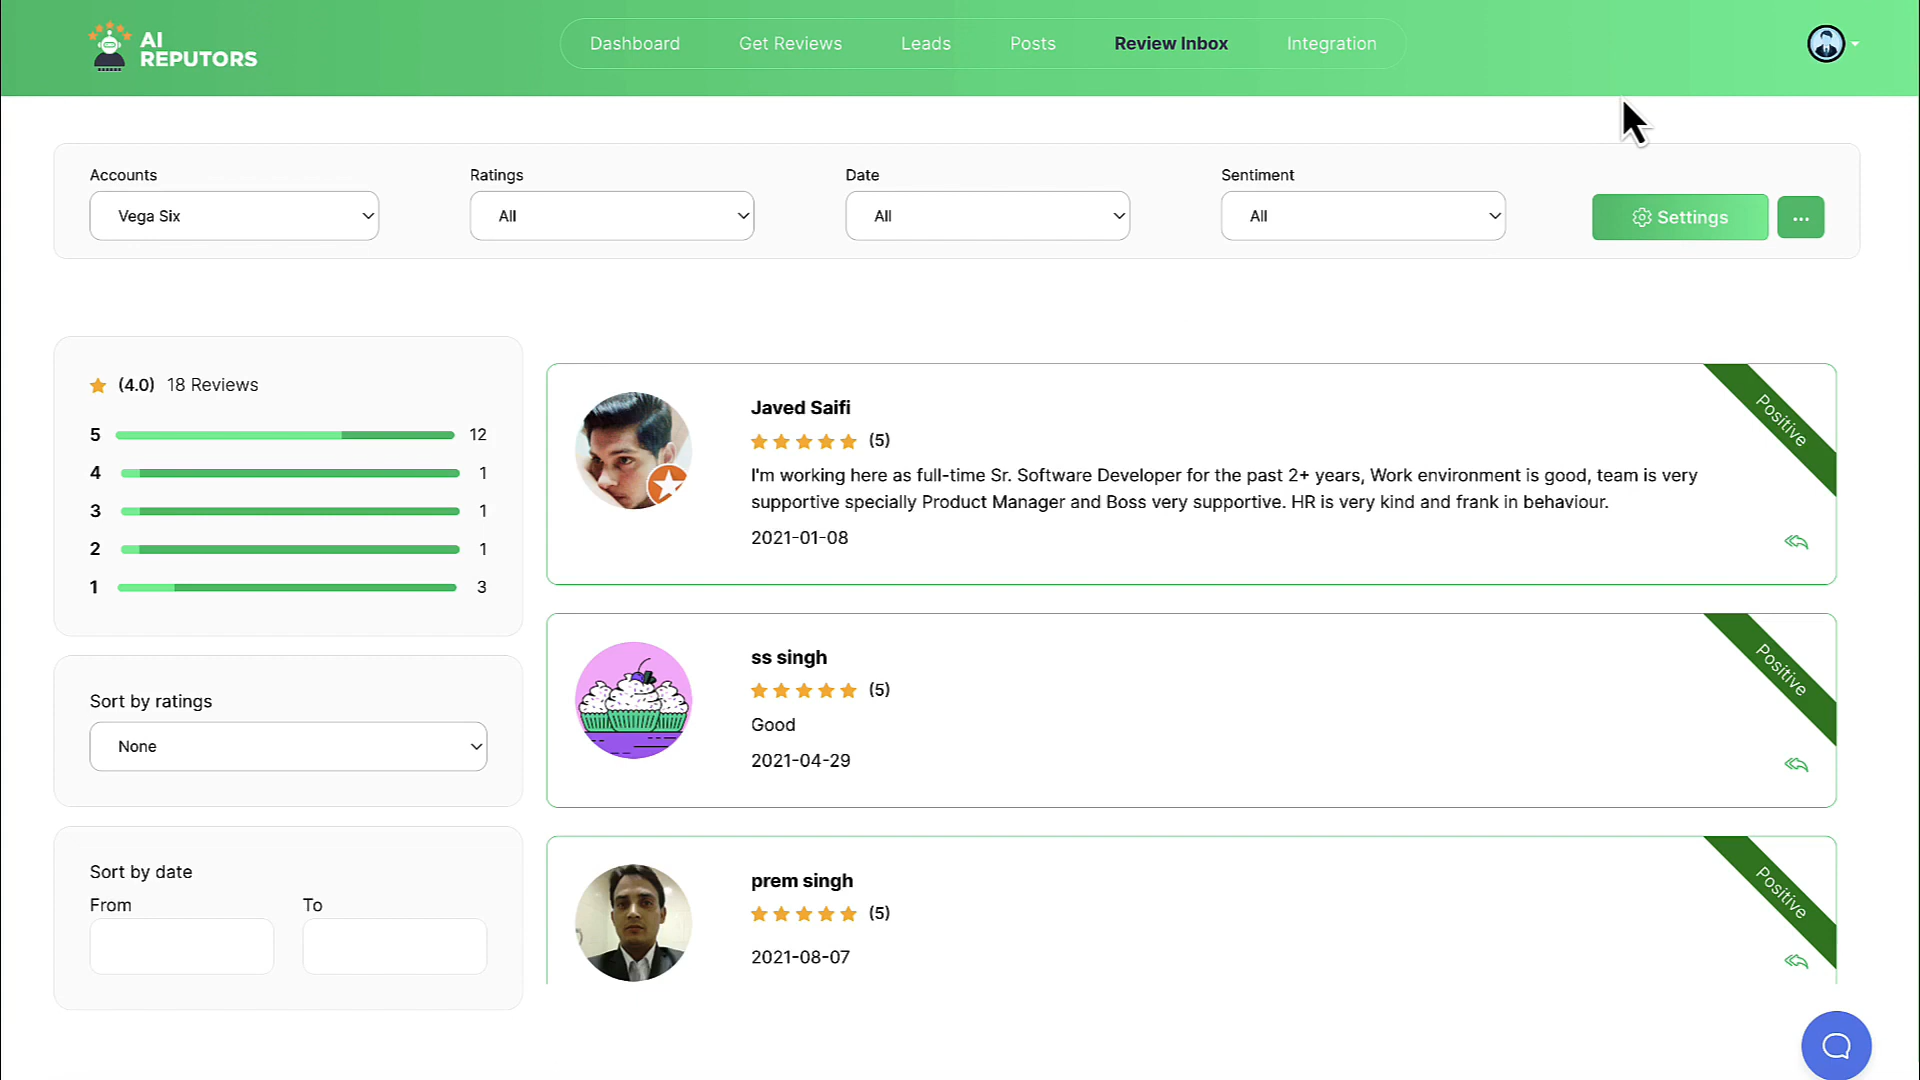 AI
REPUTORS
Dashboard Get Reviews Leads Posts Review Inbox Integration
Accounts Ratings Date Sentiment
Vega Six All All All Settings ...
(4.0) 18 Reviews
5 12
4 1
3 1
2 1
1 3
Sort by ratings
None
Sort by date
From To
Javed Saifi
(5)
I'm working here as full-time Sr. Software Developer for the past 2+ years, Work environment is good, team is very
supportive specially Product Manager and Boss very supportive. HR is very kind and frank in behaviour.
2021-01-08
Positive
ss singh
(5)
Good
2021-04-29
Positive
prem singh
(5)
2021-08-07
Positive